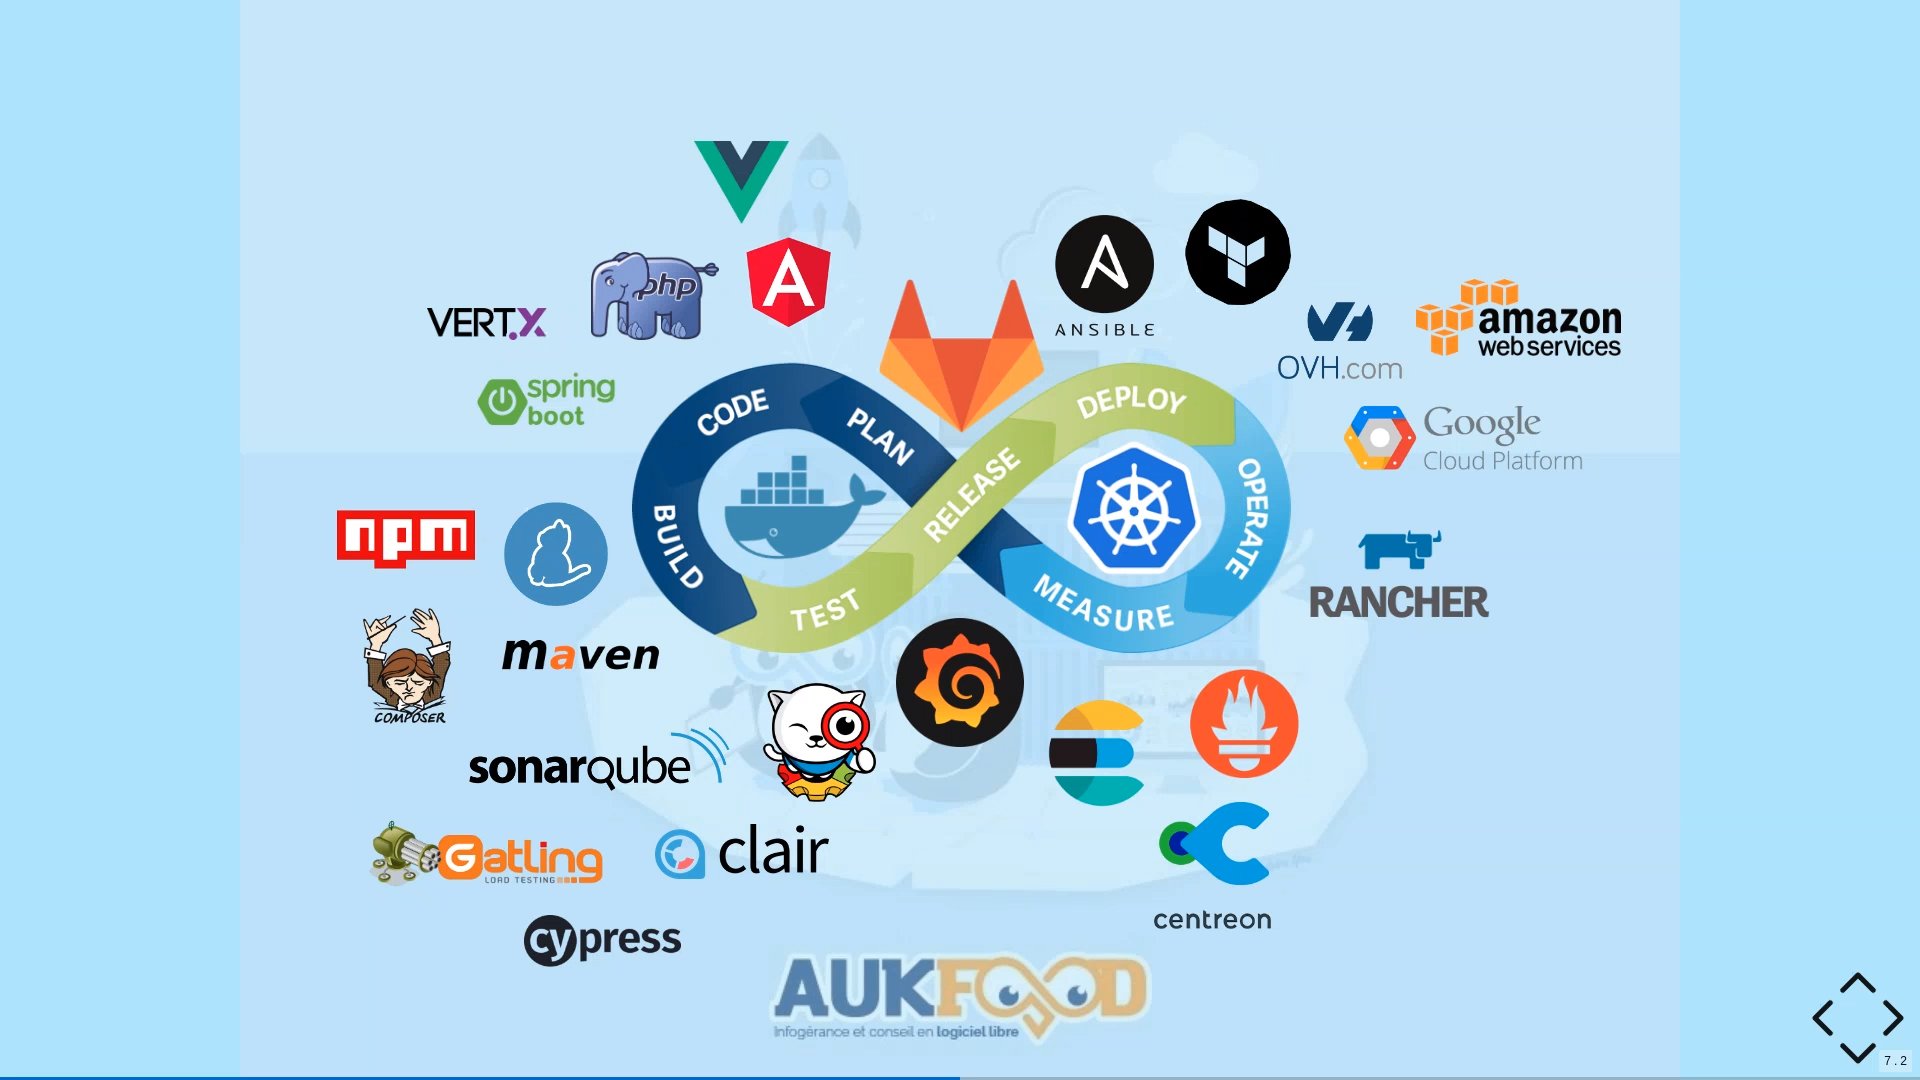 php
VERT.X
ANSIBLE
OVH.com
amazon
webservices
spring
boot
CODE
PLAN
DEPLOY
Google
Cloud Platform
RELEASE
OPERATE
BUILD
npm
TEST
MEASURE
RANCHER
maven
COMPOSER
sonarqube
Gatling
LOAD TESTING
clair
centreon
cypress
AUKFOOD
Infogérance et conseil en logiciel libre
7.2